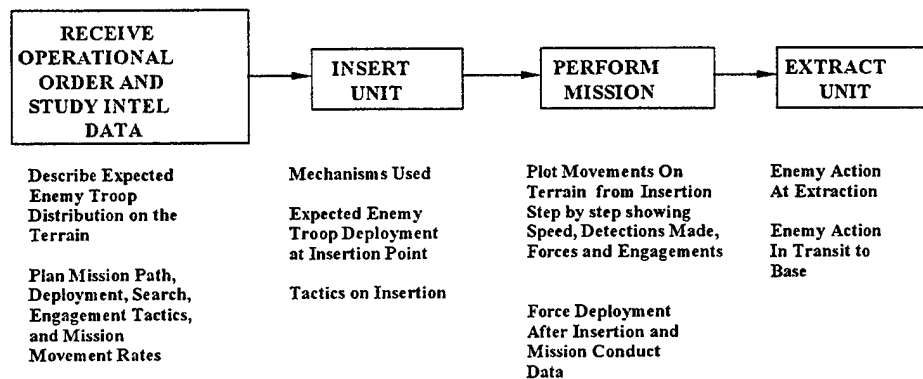 RECEIVE
OPERATIONAL
ORDER AND
STUDY INTEL
DATA
Describe Expected
Enemy Troop
Distribution on the
Terrain
Plan Mission Path,
Deployment, Search,
Engagement Tactics,
and Mission
Movement Rates
INSERT
UNIT
Mechanisms Used
Expected Enemy
Troop Deployment
at Insertion Point
Tactics on Insertion
PERFORM
MISSION
Plot Movements On
Terrain from Insertion
Step by step showing
Speed, Detections Made,
Forces and Engagements
Force Deployment
After Insertion and
Mission Conduct
Data
EXTRACT
UNIT
Enemy Action
At Extraction
Enemy Action
In Transit to
Base